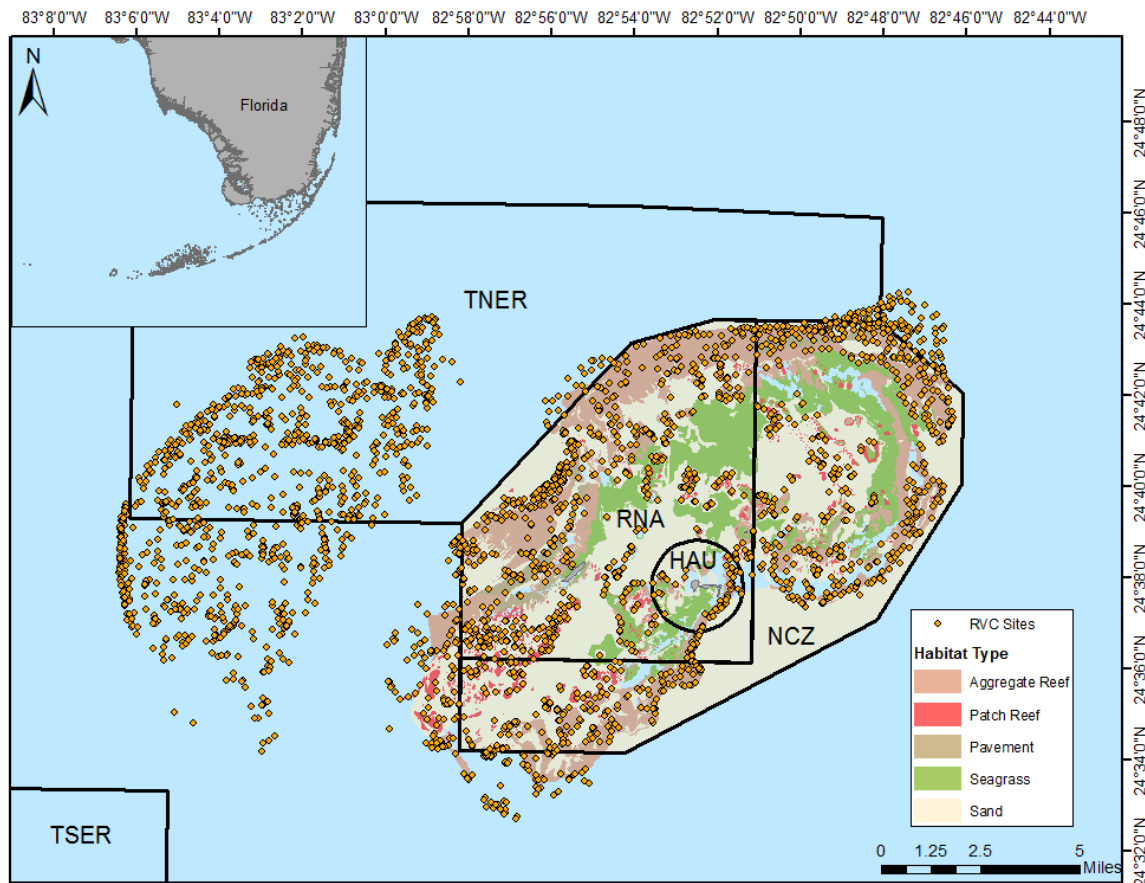 83°8'0"W 83°6'0"W 83°4'0"W 83°2'0"W 83°0'0"W 82°58'0"W 82°56'0"W 82°54'0"W 82°52'0"W 82°50'0"W 82°48'0"W 82°46'0"W 82°44'0"W
N
Florida
24°48'0"N
24°46'0"N
TNER
24°44'0"N
24°42'0"N
24°40'0"N
RNA
HAU
24°38'0"N
NCZ
24°36'0"N
RVC Sites
Habitat Type
Aggregate Reef
Patch Reef
Pavement
Seagrass
Sand
24°34'0"N
TSER
24°32'0"N
0 1.25 2.5 5
Miles